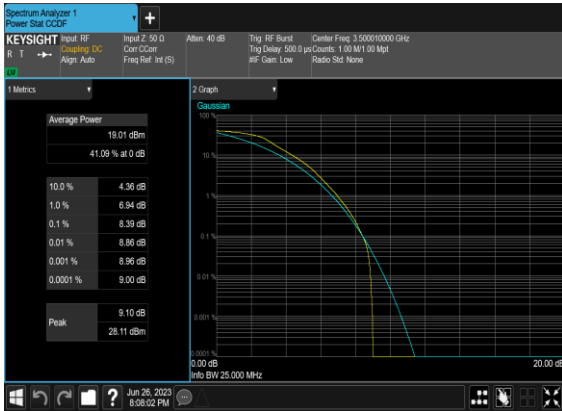 Spectrum Analyzer 1
Power Stat CCDF
KEYSIGHT
R T
LW
Input: RF
Coupling: DC
Align: Auto
Input Z: 50 Ω
Corr CCorr
Freq Ref: Int (S)
Atten: 40 dB
Trig: RF Burst
Trig Delay: 500.0 µs
#IF Gain: Low
Center Freq: 3.500010000 GHz
Counts: 1.00 M/1.00 Mpt
Radio Std: None
1 Metrics
Average Power
19.01 dBm
41.09 % at 0 dB
10.0 % 4.36 dB
1.0 % 6.94 dB
0.1 % 8.39 dB
0.01 % 8.86 dB
0.001 % 8.96 dB
0.0001 % 9.00 dB
Peak
9.10 dB
28.11 dBm
2 Graph
Gaussian
100 %
10 %
1 %
0.1 %
0.01 %
0.001 %
0.0001 %
0.00 dB
20.00 dB
Info BW 25.000 MHz
?
Jun 26, 2023
8:08:02 PM